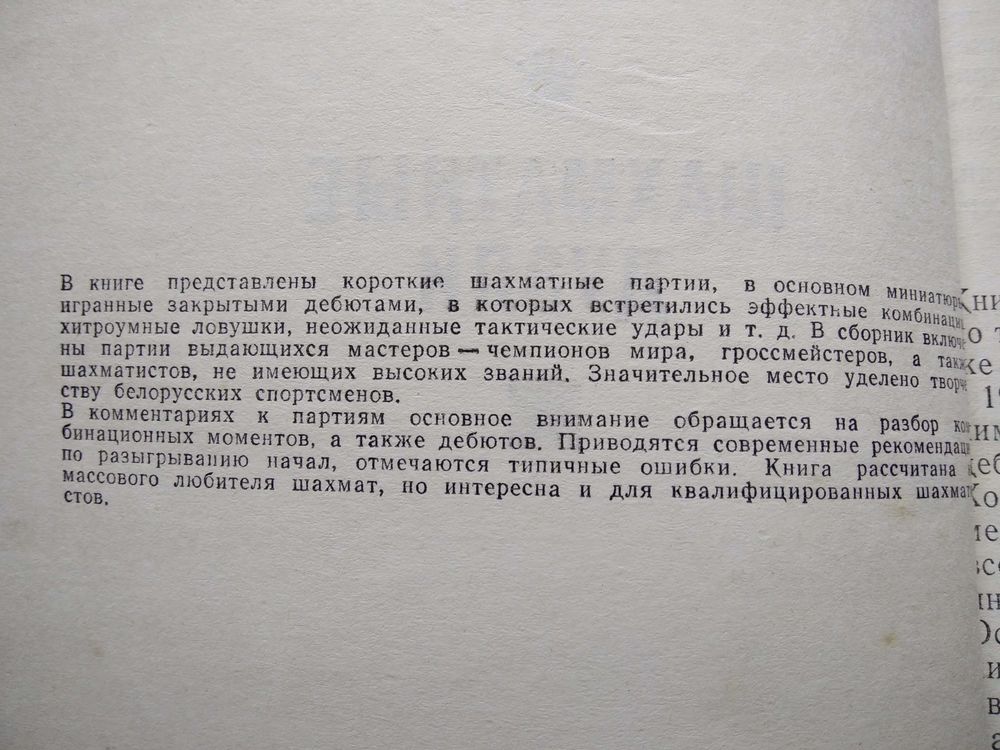 В книге представлены короткие шахматные партии, в основном миниатюры,
игранные закрытыми дебютами, в которых встретились эффектные комбинации,
хитроумные ловушки, неожиданные тактические удары и т. д. В сборник включе-
ны партии выдающихся мастеров — чемпионов мира, гроссмейстеров, а также
шахматистов, не имеющих высоких званий. Значительное место уделено творче-
ству белорусских спортсменов.
В комментариях к партиям основное внимание обращается на разбор ком-
бинационных моментов, а также дебютов. Приводятся современные рекомендации
по разыгрыванию начал, отмечаются типичные ошибки. Книга рассчитана
массового любителя шахмат, но интересна и для квалифицированных шахмати-
стов.